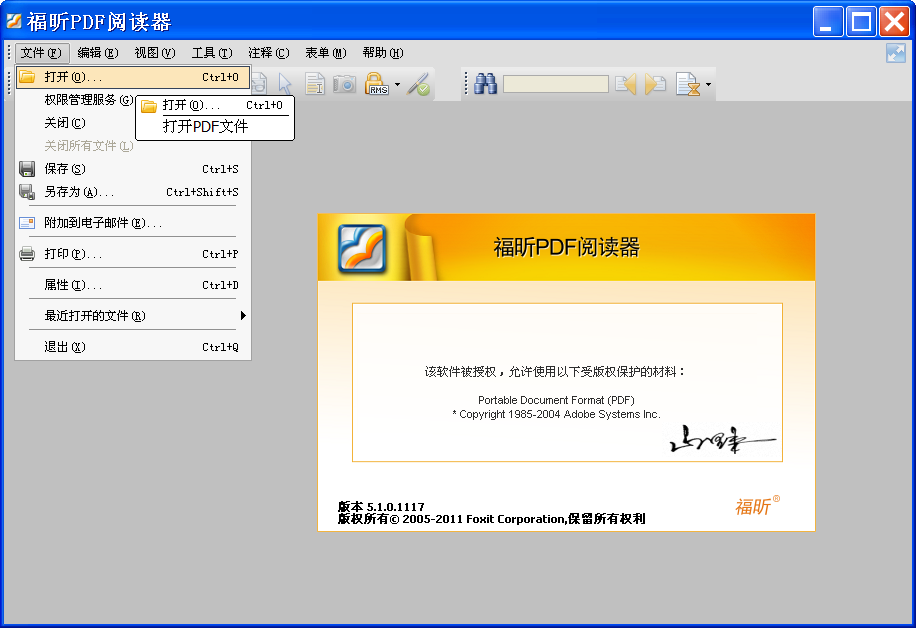 福昕PDF阅读器
文件(F) 编辑(E) 视图(V) 工具(T) 注释(C) 表单(M) 帮助(H)
打开(O)... Ctrl+O
权限管理服务(G)
关闭(C)
关闭所有文件(L)
保存(S) Ctrl+S
另存为(A)... Ctrl+Shift+S
附加到电子邮件(E)...
打印(P)... Ctrl+P
属性(I)... Ctrl+D
最近打开的文件(R)
退出(X) Ctrl+Q
打开(O)... Ctrl+O
打开PDF文件
RMS
福昕PDF阅读器
该软件被授权，允许使用以下受版权保护的材料：
Portable Document Format (PDF)
* Copyright 1985-2004 Adobe Systems Inc.
版本 5.1.0.1117
版权所有© 2005-2011 Foxit Corporation,保留所有权利
福昕®